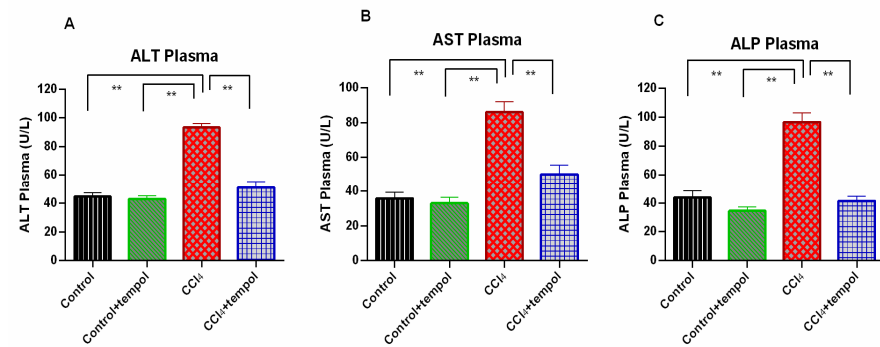 A
ALT Plasma
** ** **
ALT Plasma (U/L)
120
100
80
60
40
20
0
Control
Control+tempol
CCl4
CCl4+tempol
B
AST Plasma
** ** **
AST Plasma (U/L)
100
80
60
40
20
0
Control
Control+tempol
CCl4
CCl4+tempol
C
ALP Plasma
** ** **
ALP Plasma (U/L)
120
100
80
60
40
20
0
Control
Control+tempol
CCl4
CCl4+tempol